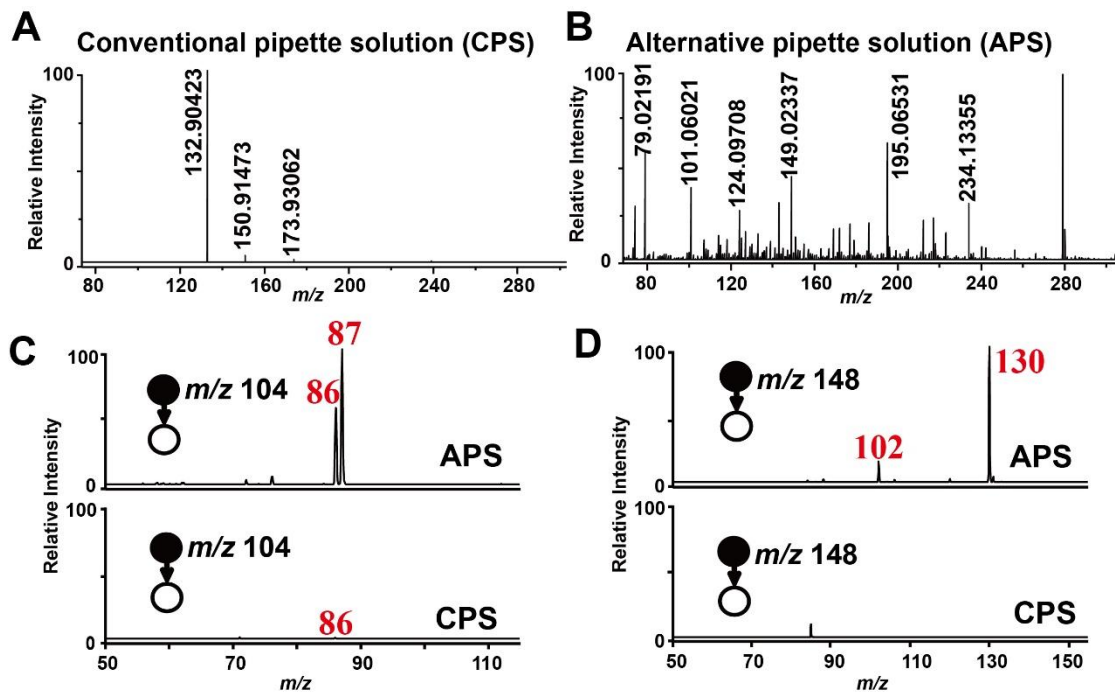 A
Conventional pipette solution (CPS)
100
0
Relative Intensity
132.90423
150.91473
173.93062
80 120 160 200 240 280
m/z
B
Alternative pipette solution (APS)
100
0
Relative Intensity
79.02191
101.06021
124.09708
149.02337
195.06531
234.13355
80 120 160 200 240 280
m/z
C
100
0
Relative Intensity
m/z 104
86
87
APS
100
0
m/z 104
86
CPS
50 70 90 110
m/z
D
100
0
Relative Intensity
m/z 148
102
130
APS
100
0
m/z 148
CPS
50 70 90 110 130 150
m/z